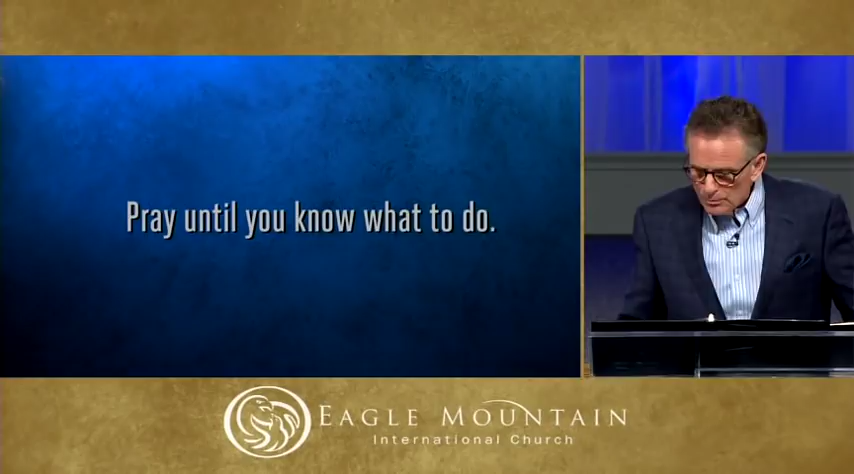 Pray until you know what to do.
EAGLE MOUNTAIN
International Church